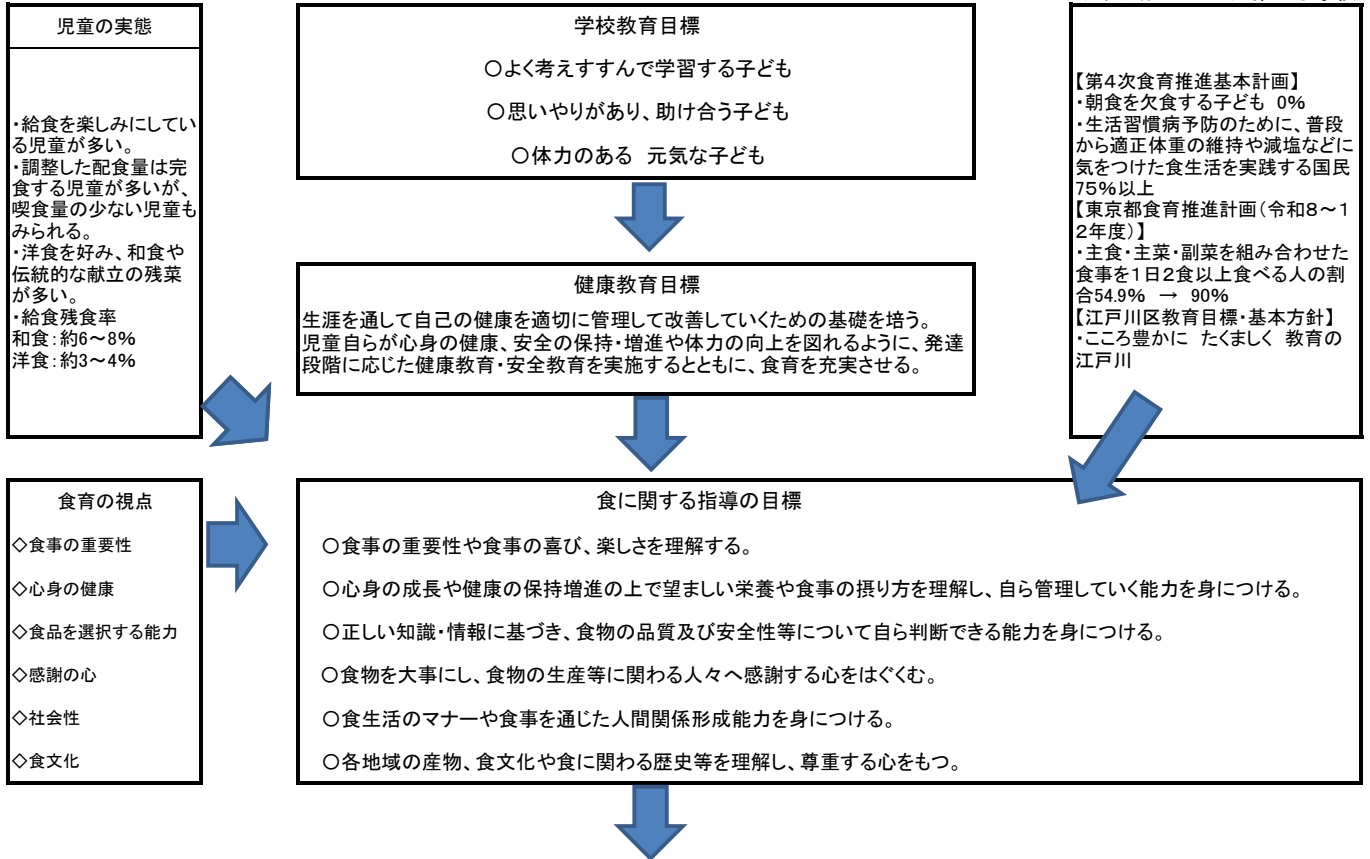 児童の実態
・給食を楽しみにしてい
る児童が多い。
・調整した配食量は完
食する児童が多いが、
喫食量の少ない児童も
みられる。
・洋食を好み、和食や
伝統的な献立の残菜
が多い。
・給食残食率
和食：約6～8%
洋食：約3～4%
学校教育目標
○よく考えすすんで学習する子ども
○思いやりがあり、助け合う子ども
○体力のある 元気な子ども
【第4次食育推進基本計画】
・朝食を欠食する子ども 0%
・生活習慣病予防のために、普段
から適正体重の維持や減塩などに
気をつけた食生活を実践する国民
75%以上
【東京都食育推進計画（令和8～1
2年度）】
・主食・主菜・副菜を組み合わせた
食事を1日2食以上食べる人の割
合54.9% → 90%
【江戸川区教育目標・基本方針】
・こころ豊かに たくましく 教育の
江戸川
健康教育目標
生涯を通して自己の健康を適切に管理して改善していくための基礎を培う。
児童自らが心身の健康、安全の保持・増進や体力の向上を図れるように、発達
段階に応じた健康教育・安全教育を実施するとともに、食育を充実させる。
食育の視点
◇食事の重要性
◇心身の健康
◇食品を選択する能力
◇感謝の心
◇社会性
◇食文化
食に関する指導の目標
○食事の重要性や食事の喜び、楽しさを理解する。
○心身の成長や健康の保持増進の上で望ましい栄養や食事の摂り方を理解し、自ら管理していく能力を身につける。
○正しい知識・情報に基づき、食物の品質及び安全性等について自ら判断できる能力を身につける。
○食物を大事にし、食物の生産等に関わる人々へ感謝する心をはぐくむ。
○食生活のマナーや食事を通じた人間関係形成能力を身につける。
○各地域の産物、食文化や食に関わる歴史等を理解し、尊重する心をもつ。